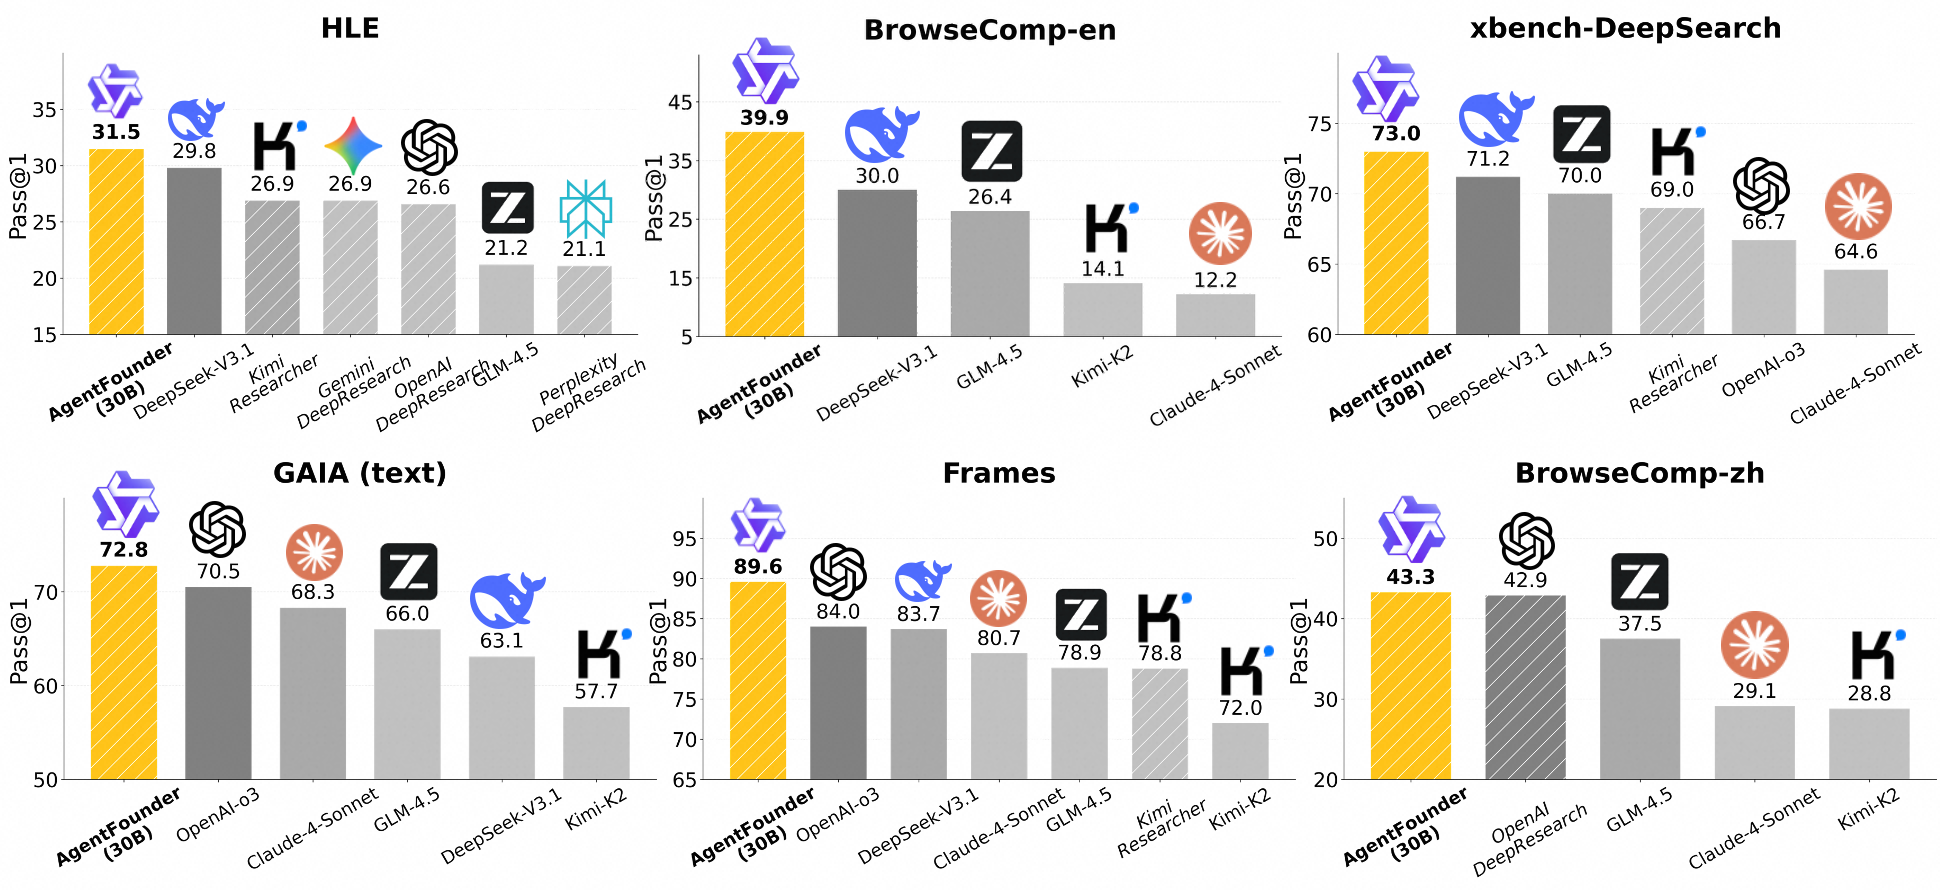 HLE
Pass@1
35
30
25
20
15
31.5
29.8
26.9
26.9
26.6
21.2
21.1
AgentFounder
(30B)
DeepSeek-V3.1
Kimi
Researcher
Gemini
DeepResearch
OpenAI
DeepResearch
GLM-4.5
Perplexity
DeepResearch
BrowseComp-en
Pass@1
45
35
25
15
5
39.9
30.0
26.4
14.1
12.2
AgentFounder
(30B)
DeepSeek-V3.1
GLM-4.5
Kimi-K2
Claude-4-Sonnet
xbench-DeepSearch
Pass@1
75
70
65
60
73.0
71.2
70.0
69.0
66.7
64.6
AgentFounder
(30B)
DeepSeek-V3.1
GLM-4.5
Kimi
Researcher
OpenAI-o3
Claude-4-Sonnet
GAIA (text)
Pass@1
70
60
50
72.8
70.5
68.3
66.0
63.1
57.7
AgentFounder
(30B)
OpenAI-o3
Claude-4-Sonnet
GLM-4.5
DeepSeek-V3.1
Kimi-K2
Frames
Pass@1
95
90
85
80
75
70
65
89.6
84.0
83.7
80.7
78.9
78.8
72.0
AgentFounder
(30B)
OpenAI-o3
DeepSeek-V3.1
Claude-4-Sonnet
GLM-4.5
Kimi
Researcher
Kimi-K2
BrowseComp-zh
Pass@1
50
40
30
20
43.3
42.9
37.5
29.1
28.8
AgentFounder
(30B)
OpenAI
DeepResearch
GLM-4.5
Claude-4-Sonnet
Kimi-K2